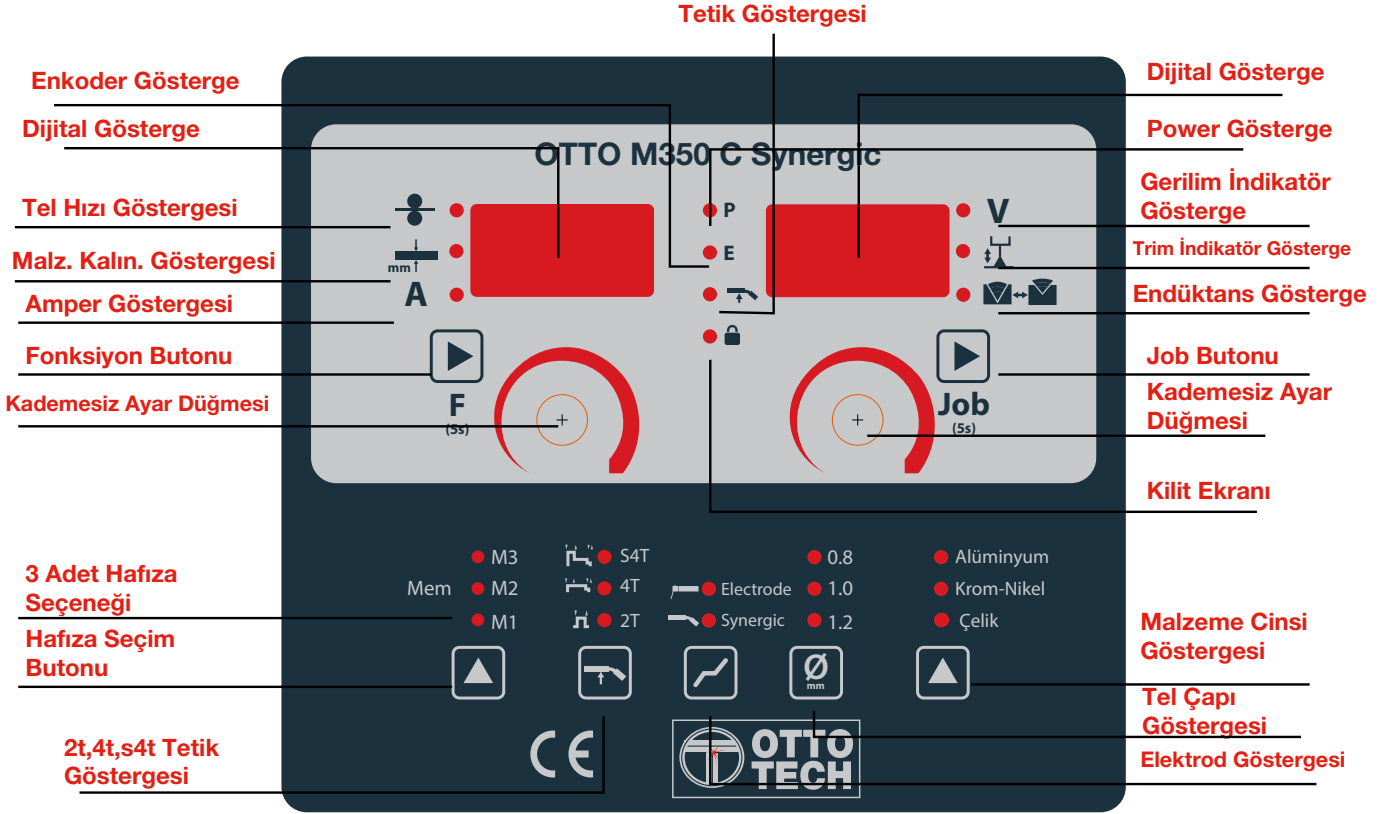 Tetik Göstergesi
Enkoder Gösterge
Dijital Gösterge
Dijital Gösterge
Power Gösterge
OTTO M350 C Synergic
Tel Hızı Göstergesi
Malz. Kalın. Göstergesi
Amper Göstergesi
Fonksiyon Butonu
Kademesiz Ayar Düğmesi
mm
A
P
E
V
Gerilim İndikatör
Gösterge
Trim İndikatör Gösterge
Endüktans Gösterge
Job Butonu
Kademesiz Ayar
Düğmesi
F
(5s)
Job
(5s)
Kilit Ekranı
3 Adet Hafıza
Seçeneği
Hafıza Seçim
Butonu
Mem
M3
M2
M1
S4T
4T
2T
Electrode
Synergic
0.8
1.0
1.2
Alüminyum
Krom-Nikel
Çelik
Ø
mm
Malzeme Cinsi
Göstergesi
Tel Çapı
Göstergesi
Elektrod Göstergesi
2t,4t,s4t Tetik
Göstergesi
CE
OTTO
TECH